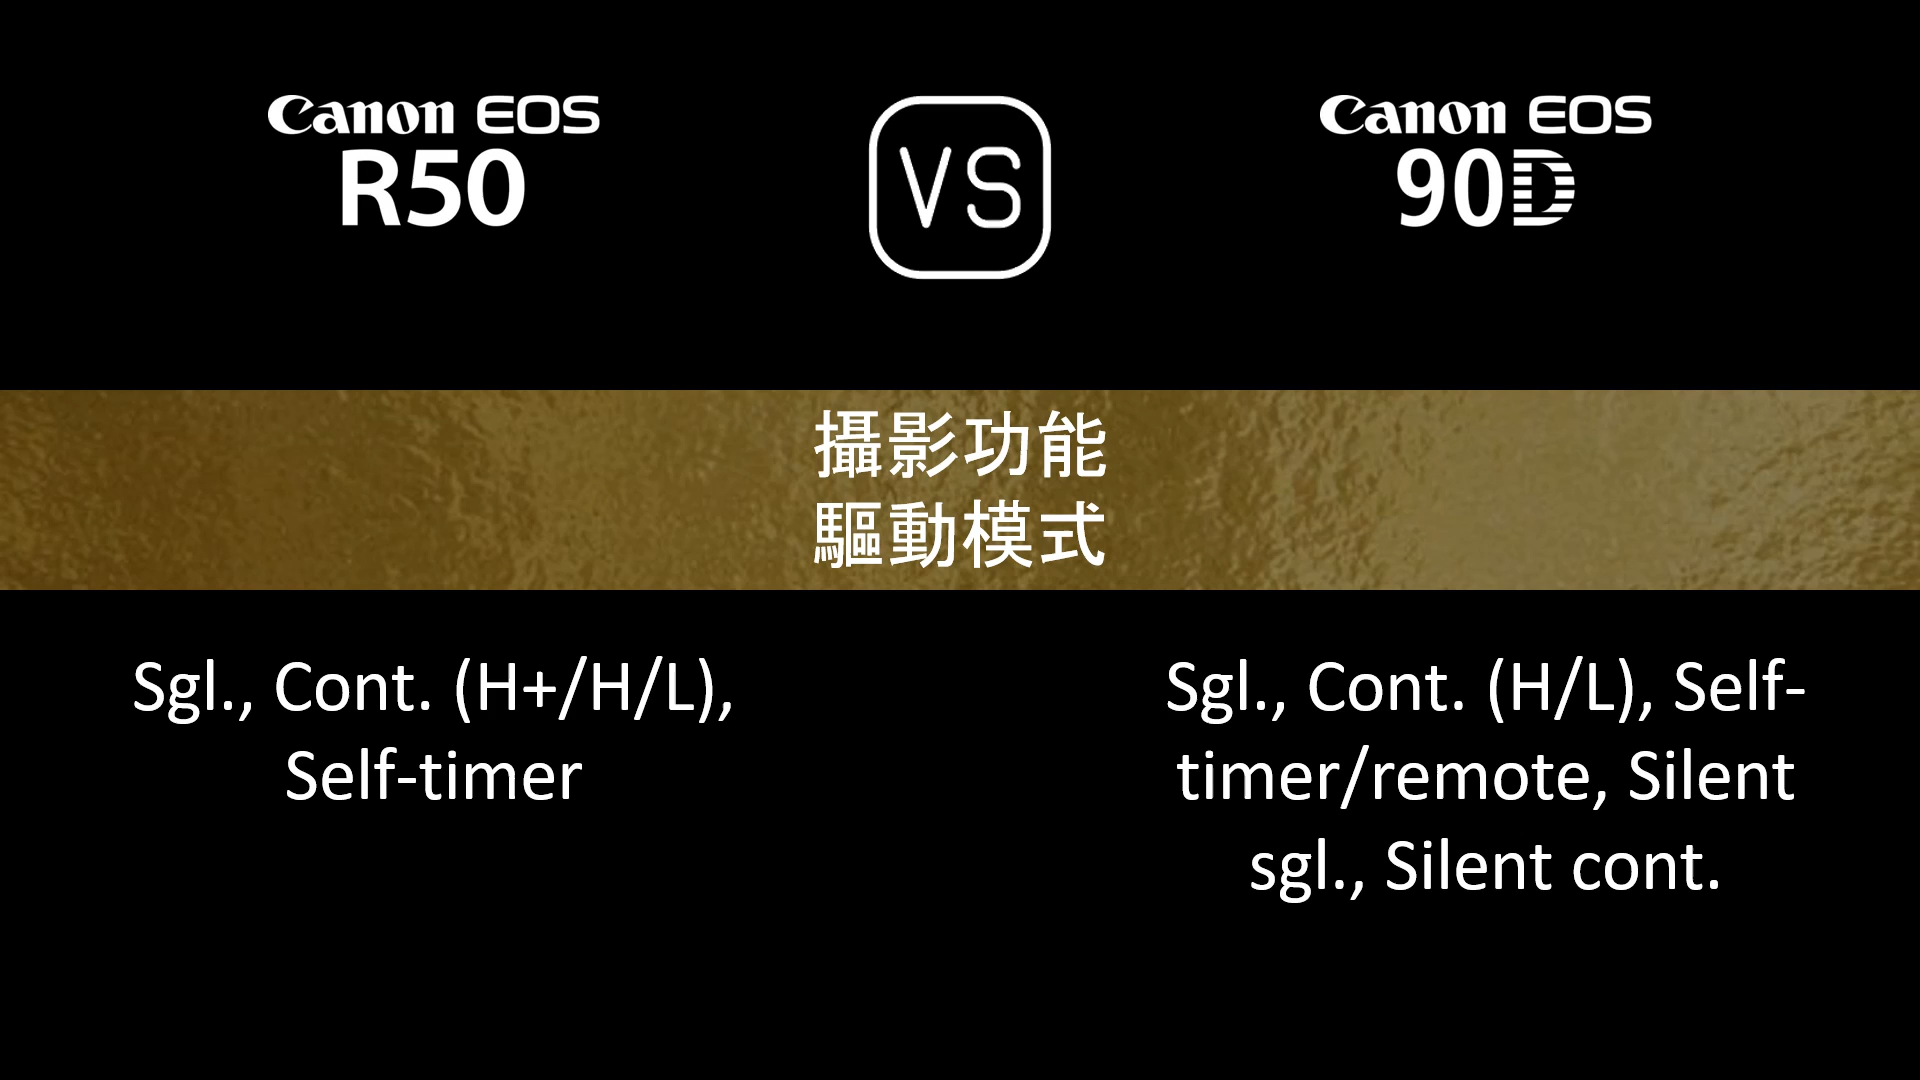 Canon EOS
R50
VS
Canon EOS
90D
攝影功能
驅動模式
Sgl., Cont. (H+/H/L),
Self-timer
Sgl., Cont. (H/L), Self-
timer/remote, Silent
sgl., Silent cont.